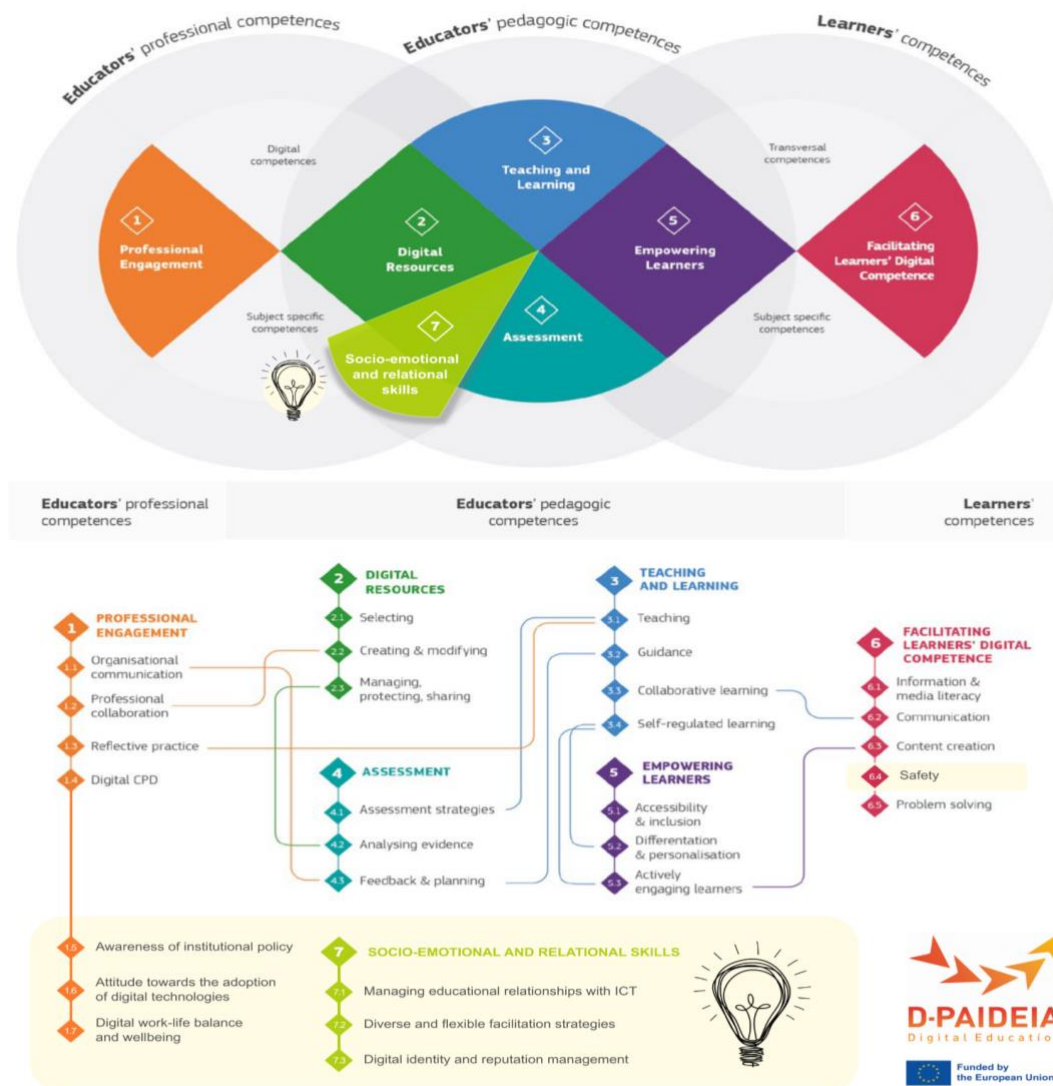 Educators' professional competences
Educators' pedagogic competences
Learners' competences
Digital
competences
3
Teaching and
Learning
Transversal
competences
1
Professional
Engagement
2
Digital
Resources
5
Empowering
Learners
6
Facilitating
Learners' Digital
Competence
Subject specific
competences
7
Socio-emotional
and relational
skills
4
Assessment
Subject specific
competences
Educators' professional
competences
Educators' pedagogic
competences
Learners'
competences
1 PROFESSIONAL
ENGAGEMENT
1.1 Organisational
communication
1.2 Professional
collaboration
1.3 Reflective practice
1.4 Digital CPD
2 DIGITAL
RESOURCES
2.1 Selecting
2.2 Creating & modifying
2.3 Managing,
protecting, sharing
4 ASSESSMENT
4.1 Assessment strategies
4.2 Analysing evidence
4.3 Feedback & planning
3 TEACHING
AND LEARNING
3.1 Teaching
3.2 Guidance
3.3 Collaborative learning
3.4 Self-regulated learning
5 EMPOWERING
LEARNERS
5.1 Accessibility
& inclusion
5.2 Differentation
& personalisation
5.3 Actively
engaging learners
6 FACILITATING
LEARNERS' DIGITAL
COMPETENCE
6.1 Information &
media literacy
6.2 Communication
6.3 Content creation
6.4 Safety
6.5 Problem solving
1.5 Awareness of institutional policy
1.6 Attitude towards the adoption
of digital technologies
1.7 Digital work-life balance
and wellbeing
7 SOCIO-EMOTIONAL AND RELATIONAL SKILLS
7.1 Managing educational relationships with ICT
7.2 Diverse and flexible facilitation strategies
7.3 Digital identity and reputation management
D-PAIDEIA
Digital Education
Funded by
the European Union